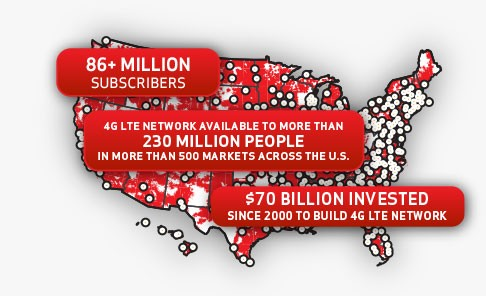 86+ MILLION
SUBSCRIBERS
4G LTE NETWORK AVAILABLE TO MORE THAN
230 MILLION PEOPLE
IN MORE THAN 500 MARKETS ACROSS THE U.S.
$70 BILLION INVESTED
SINCE 2000 TO BUILD 4G LTE NETWORK